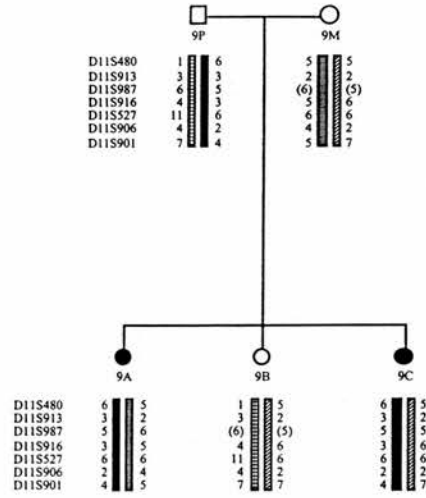 9P 9M
D11S480 1 6 5 5
D11S913 3 3 2 2
D11S987 6 5 (6) (5)
D11S916 4 3 5 6
D11S527 11 6 6 6
D11S906 4 2 4 2
D11S901 7 4 5 7
9A 9B 9C
D11S480 6 5 1 5 6 5
D11S913 3 2 3 2 3 2
D11S987 5 6 (6) (5) 5 5
D11S916 3 5 4 6 3 6
D11S527 6 6 11 6 6 6
D11S906 2 4 4 2 2 2
D11S901 4 5 7 7 4 7